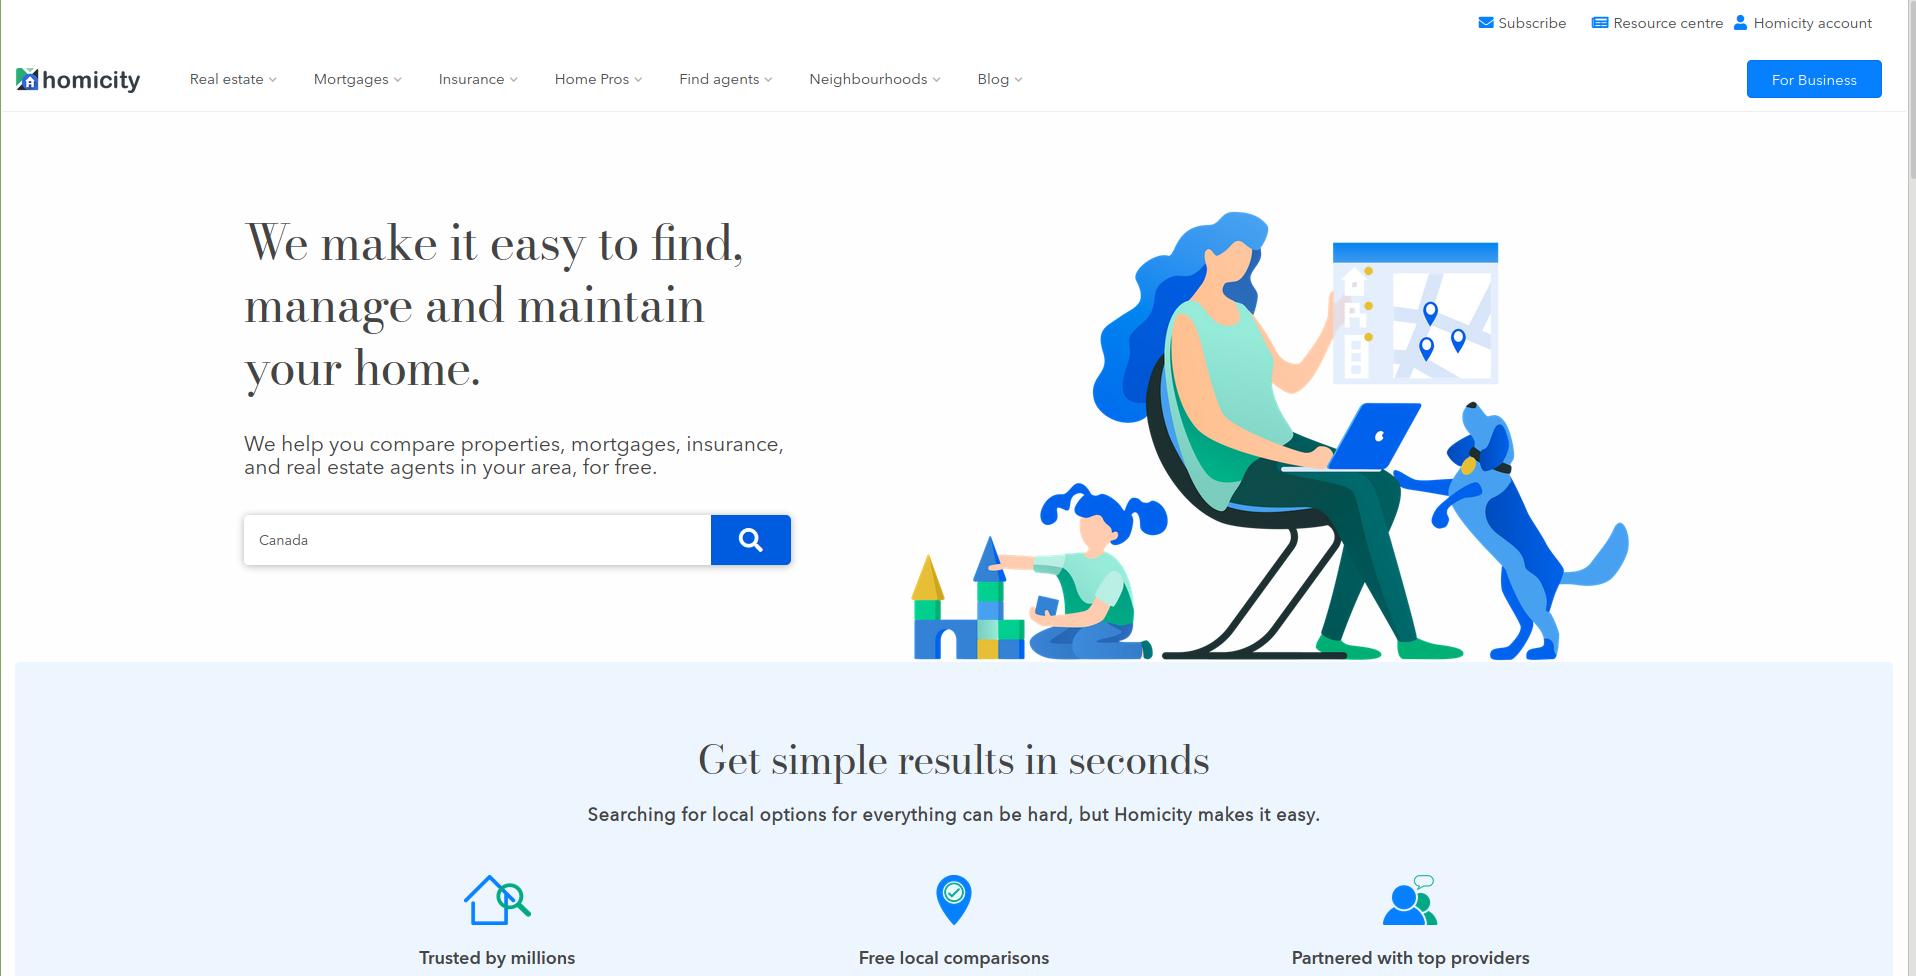 Subscribe
Resource centre
Homicity account
homicity
Real estate
Mortgages
Insurance
Home Pros
Find agents
Neighbourhoods
Blog
For Business
We make it easy to find,
manage and maintain
your home.
We help you compare properties, mortgages, insurance,
and real estate agents in your area, for free.
Canada
Get simple results in seconds
Searching for local options for everything can be hard, but Homicity makes it easy.
Trusted by millions
Free local comparisons
Partnered with top providers